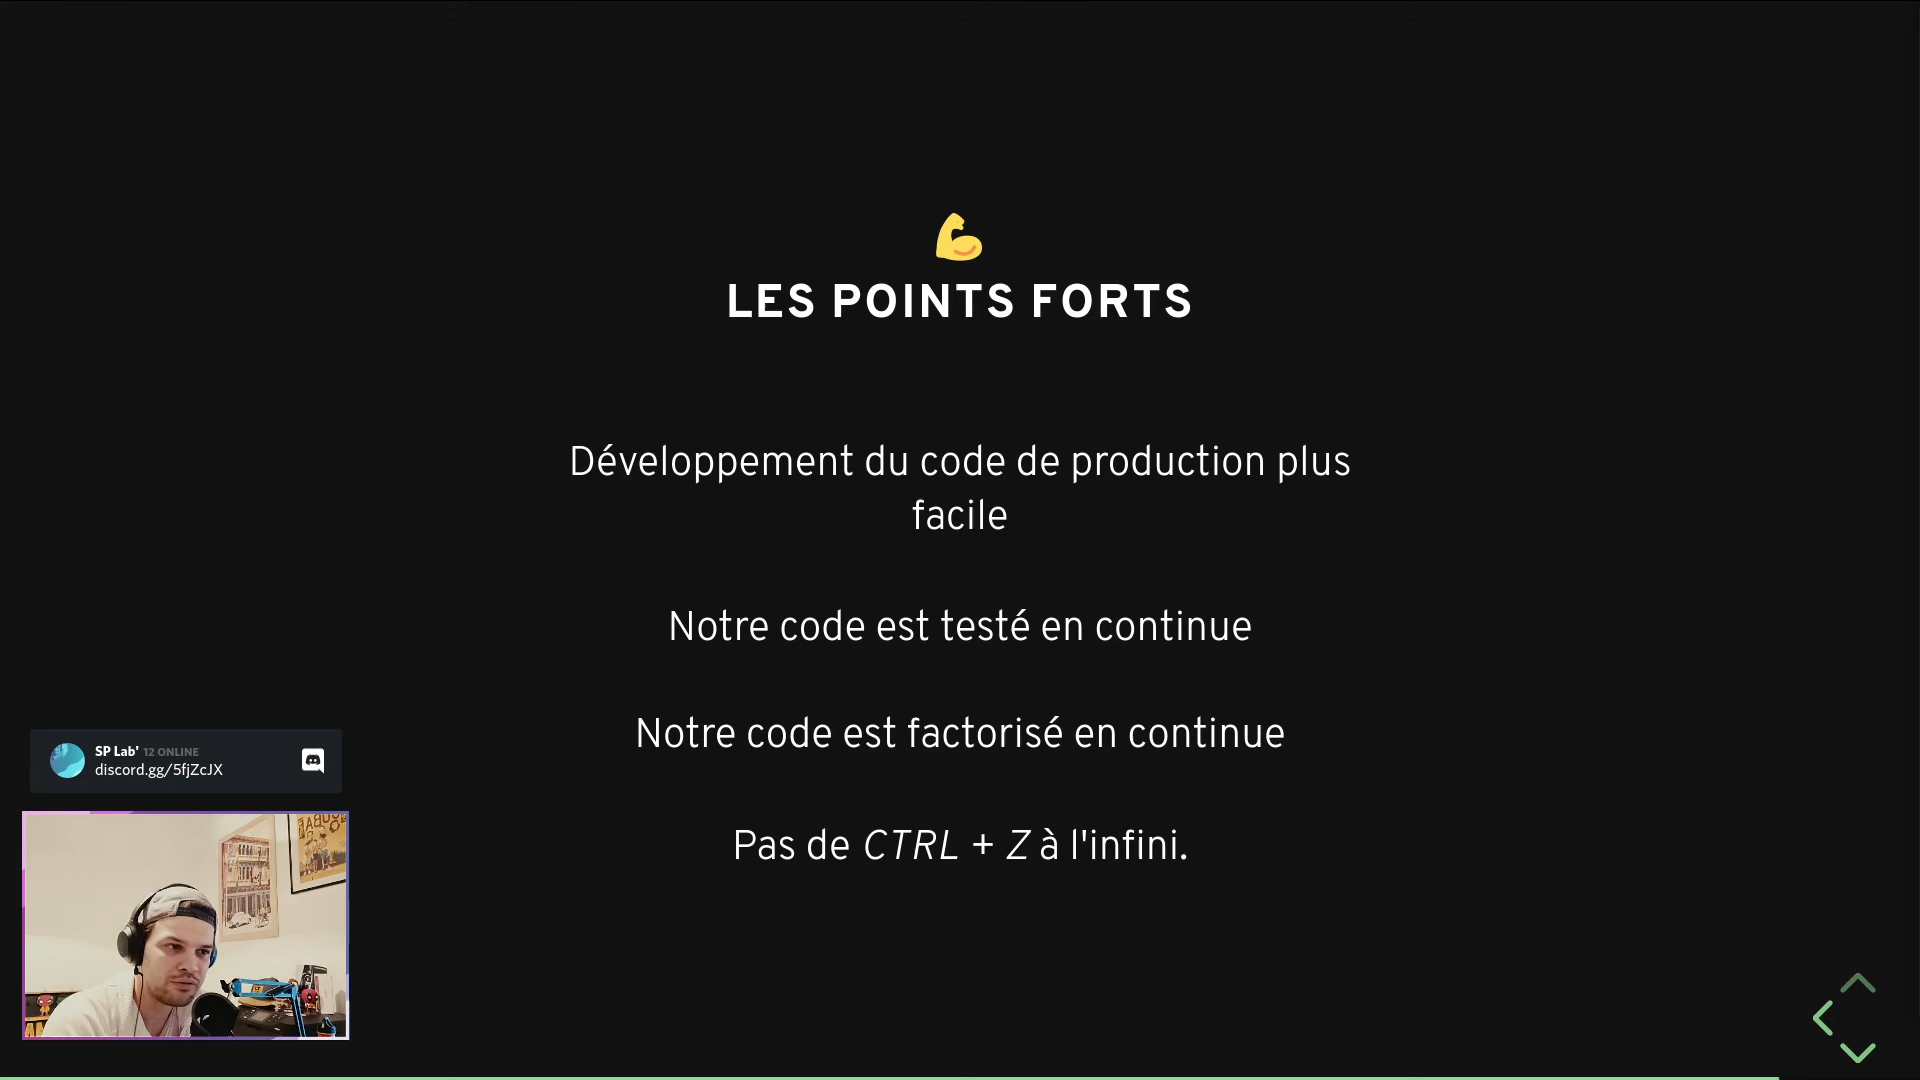 LES POINTS FORTS
Développement du code de production plus
facile
Notre code est testé en continue
Notre code est factorisé en continue
Pas de CTRL + Z à l'infini.
SP Lab' 12 ONLINE
discord.gg/5fjZcJX